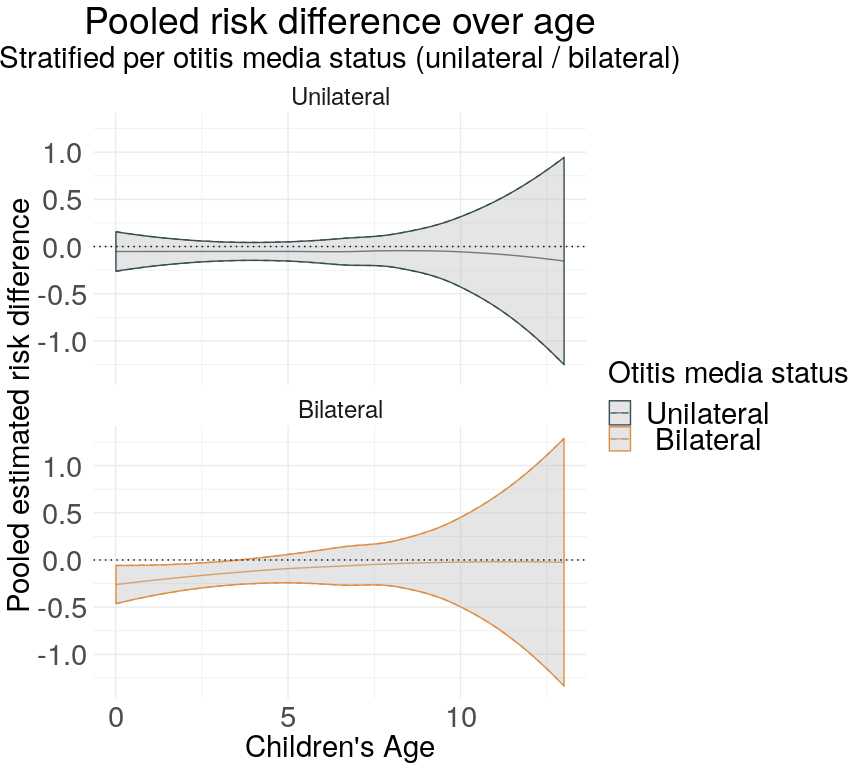 Pooled risk difference over age
Stratified per otitis media status (unilateral / bilateral)
Unilateral
1.0
0.5
0.0
-0.5
-1.0
Bilateral
1.0
0.5
0.0
-0.5
-1.0
0 5 10
Children's Age
Pooled estimated risk difference
Otitis media status
Unilateral
Bilateral